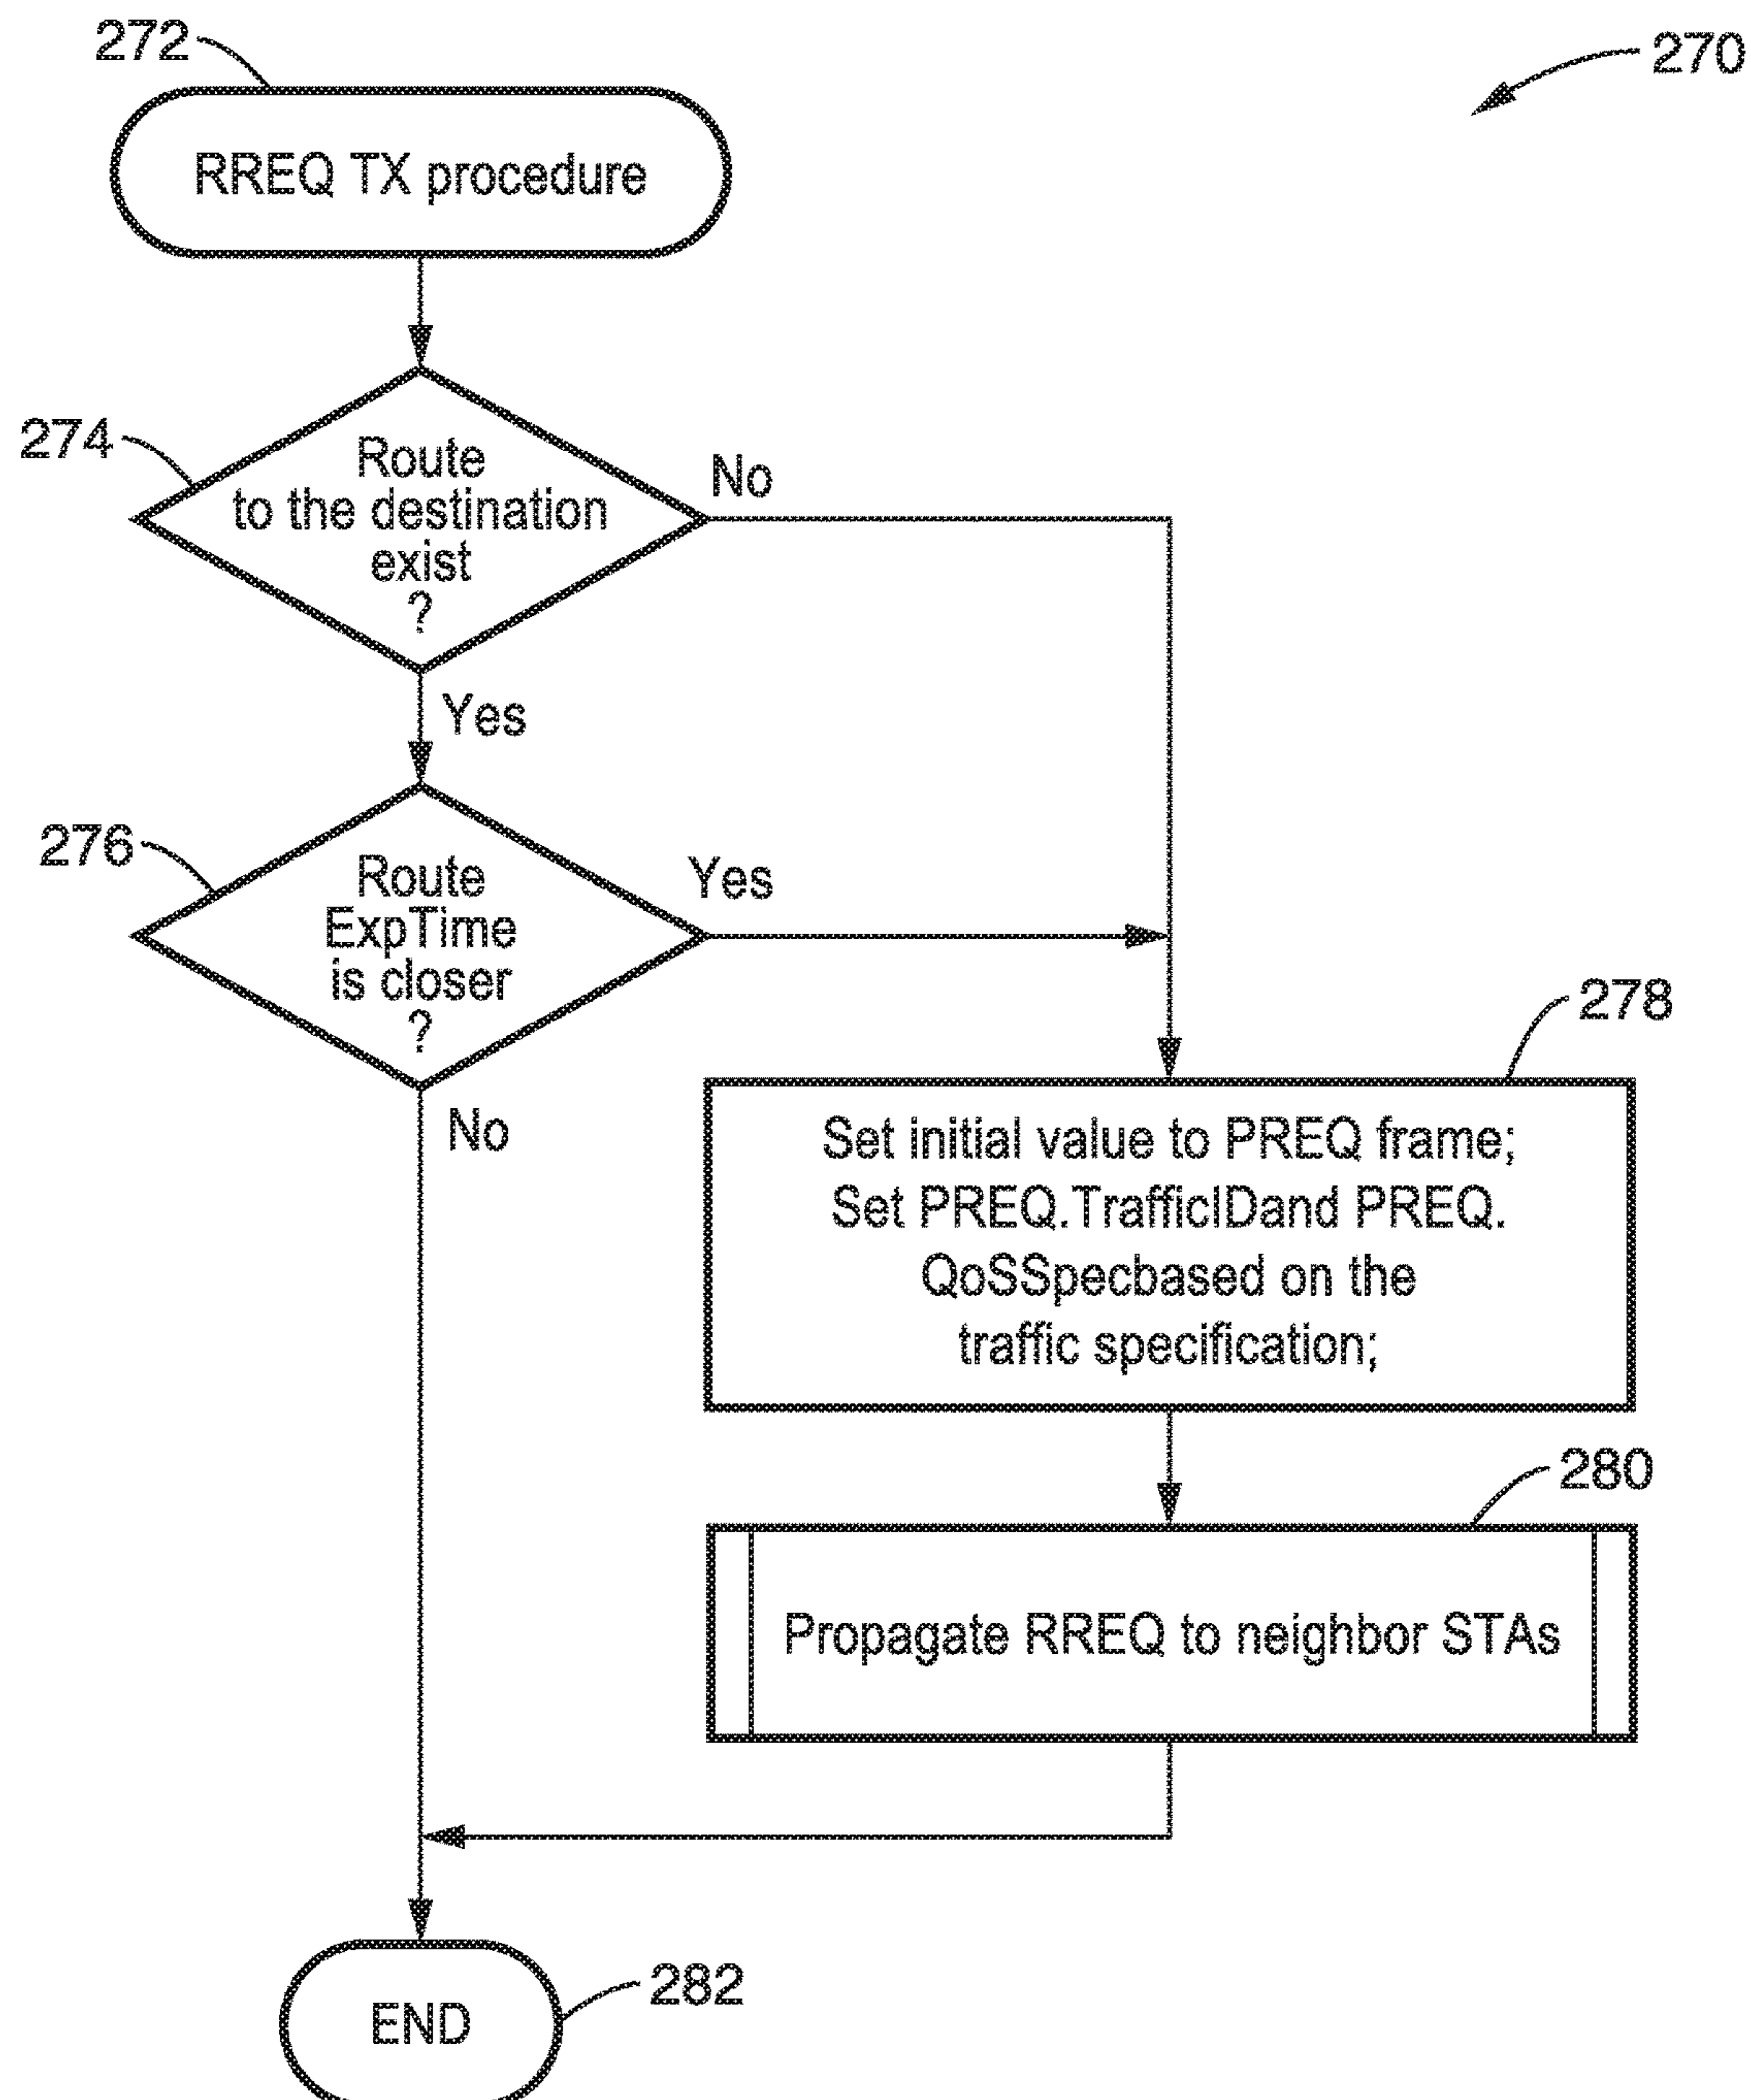 272
270
RREQ TX procedure
274
Route
to the destination
exist
?
No
Yes
276
Route
ExpTime
is closer
?
Yes
No
278
Set initial value to PREQ frame;
Set PREQ.TrafficIDand PREQ.
QoSSpecbased on the
traffic specification;
280
Propagate RREQ to neighbor STAs
END
282